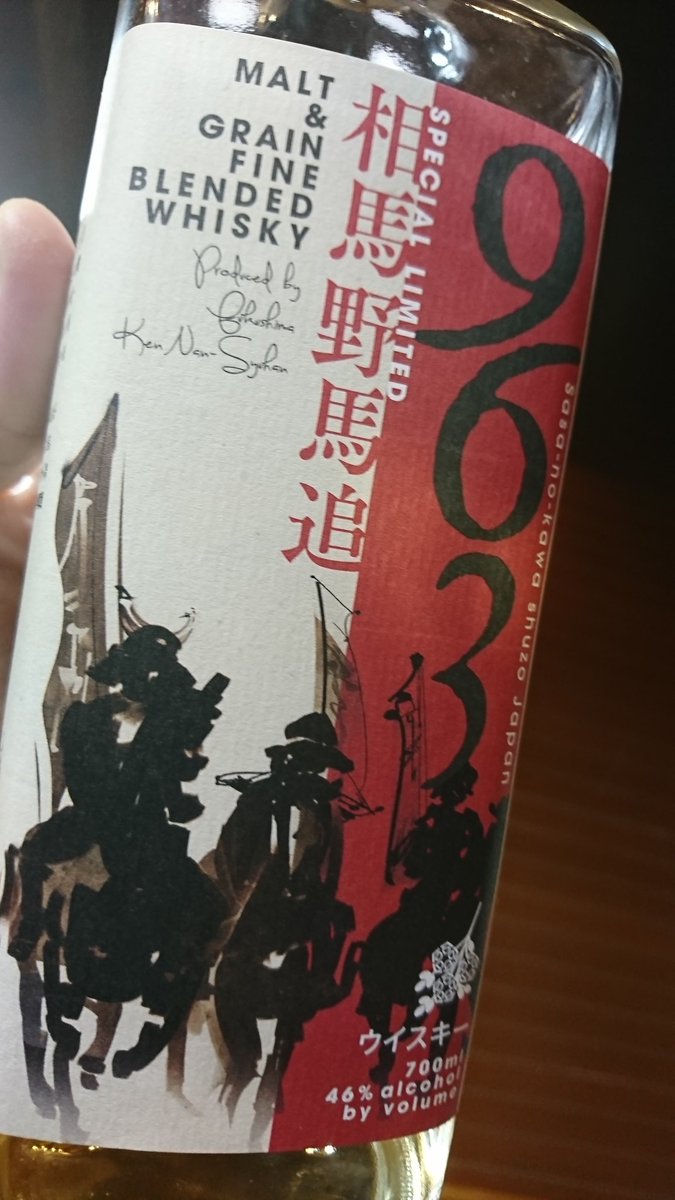 MALT
&
GRAIN
FINE
BLENDED
WHISKY
Produced by
Fukushima
Ken Nan-Syuhan
相馬野馬追
SPECIAL LIMITED
963
sasa-no-kawa shuzo Japan
ウイスキー
700ml
46% alcohol
by volume